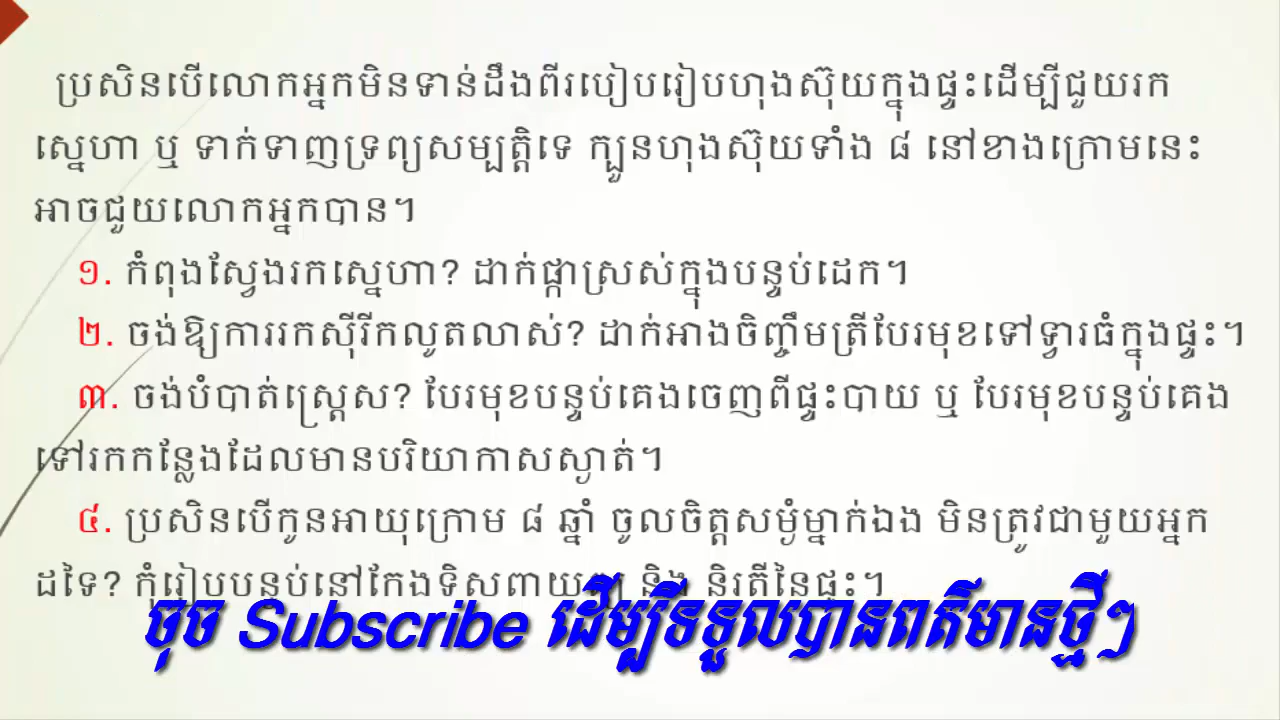 ប្រសិនបើលោកអ្នកមិនទាន់ដឹងពីរបៀបរៀបហុងស៊ុយក្នុងផ្ទះដើម្បីជួយរក
ស្នេហា ឬ ទាក់ទាញទ្រព្យសម្បត្តិទេ ក្បួនហុងស៊ុយទាំង ៨ នៅខាងក្រោមនេះ
អាចជួយលោកអ្នកបាន។
១. កំពុងស្វែងរកស្នេហា? ដាក់ផ្កាស្រស់ក្នុងបន្ទប់ដេក។
២. ចង់ឱ្យការរកស៊ីរីកលូតលាស់? ដាក់អាងចិញ្ចឹមត្រីបែរមុខទៅទ្វារធំក្នុងផ្ទះ។
៣. ចង់បំបាត់ស្ត្រេស? បែរមុខបន្ទប់គេងចេញពីផ្ទះបាយ ឬ បែរមុខបន្ទប់គេង
ទៅរកកន្លែងដែលមានបរិយាកាសស្ងាត់។
៤. ប្រសិនបើកូនអាយុក្រោម ៨ ឆ្នាំ ចូលចិត្តសម្ងំម្នាក់ឯង មិនត្រូវជាមួយអ្នក
ដទៃ? កុំរៀបបន្ទប់នៅកែងទិសពាយព្យ និង និរតីនៃផ្ទះ។
ចុច Subscribe ដើម្បីទទួលបានពត៌មានថ្មីៗ